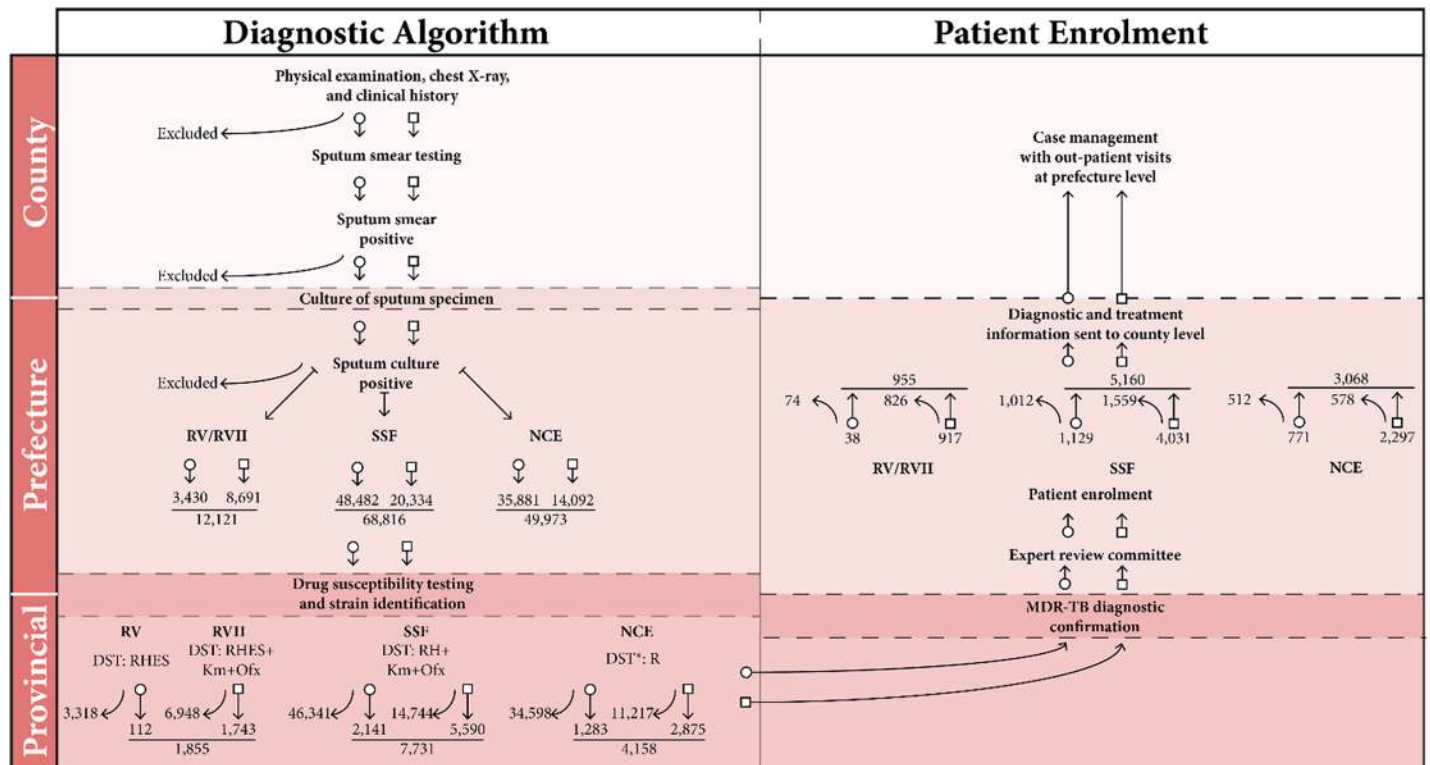 Diagnostic Algorithm
Patient Enrolment
County
Physical examination, chest X-ray,
and clinical history
Excluded
Sputum smear testing
Sputum smear
positive
Excluded
Culture of sputum specimen
Prefecture
Sputum culture
positive
Excluded
RV/RVII
SSF
NCE
3,430 8,691
48,482 20,334
35,881 14,092
12,121
68,816
49,973
Drug susceptibility testing
and strain identification
Provincial
RV
RVII
SSF
NCE
DST: RHES
DST: RHES+
Km+Ofx
DST: RH+
Km+Ofx
DST*: R
3,318
6,948
46,341
14,744
34,598
11,217
112
1,743
2,141
5,590
1,283
2,875
1,855
7,731
4,158
Case management
with out-patient visits
at prefecture level
Diagnostic and treatment
information sent to county level
955
5,160
3,068
74
826
1,012
1,559
512
578
38
917
1,129
4,031
771
2,297
RV/RVII
SSF
NCE
Patient enrolment
Expert review committee
MDR-TB diagnostic
confirmation